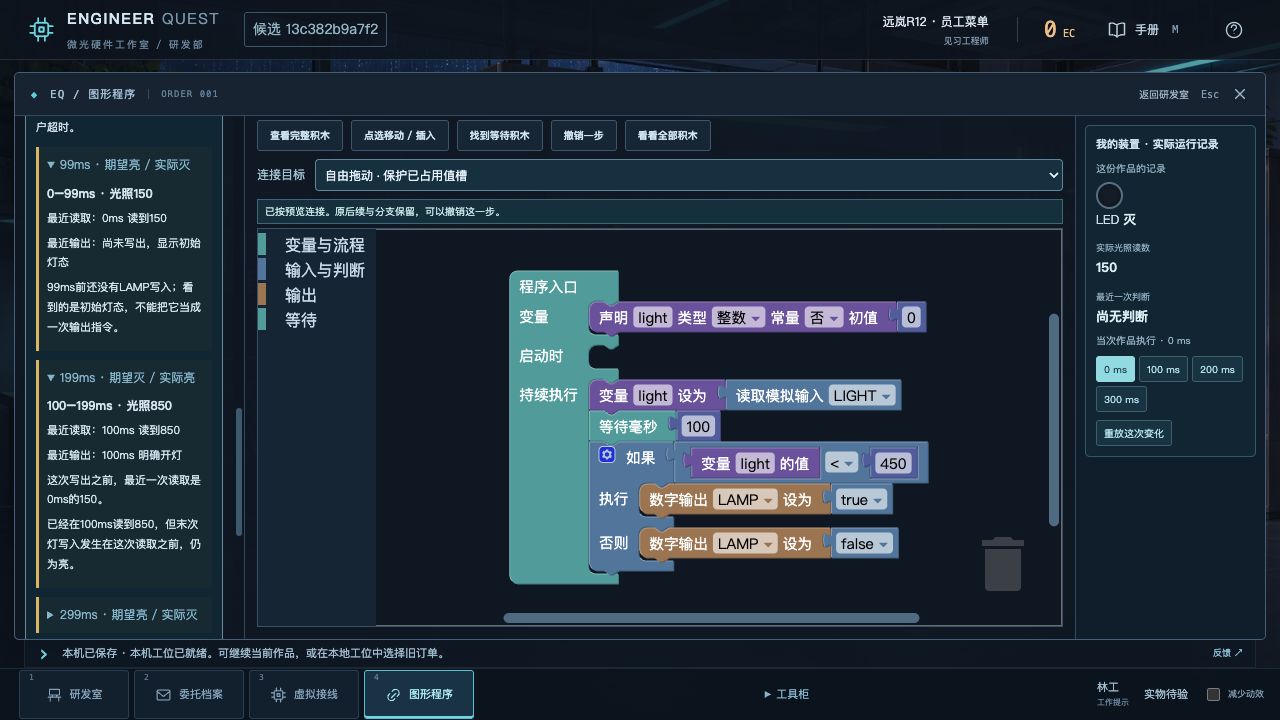 ENGINEER QUEST
微光硬件工作室 / 研发部
候选 13c382b9a7f2
远岚R12 · 员工菜单
见习工程师
0 EC
手册 M
EQ / 图形程序
ORDER 001
返回研发室 Esc
户超时。
99ms · 期望亮 / 实际灭
0—99ms · 光照150
最近读取：0ms 读到150
最近输出：尚未写出，显示初始
灯态
99ms前还没有LAMP写入；看
到的是初始灯态，不能把它当成
一次输出指令。
199ms · 期望灭 / 实际亮
100—199ms · 光照850
最近读取：100ms 读到850
最近输出：100ms 明确开灯
这次写出之前，最近一次读取是
0ms的150。
已经在100ms读到850，但末次
灯写入发生在这次读取之前，仍
为亮。
299ms · 期望亮 / 实际灭
查看完整积木
点选移动 / 插入
找到等待积木
撤销一步
看看全部积木
连接目标
自由拖动 · 保护已占用值槽
已按预览连接。原后续与分支保留，可以撤销这一步。
变量与流程
输入与判断
输出
等待
程序入口
变量 声明 light 类型 整数 常量 否 初值 0
启动时
持续执行 变量 light 设为 读取模拟输入 LIGHT
等待毫秒 100
如果 变量 light 的值 < 450
执行 数字输出 LAMP 设为 true
否则 数字输出 LAMP 设为 false
我的装置 · 实际运行记录
这份作品的记录
LED 灭
实际光照读数
150
最近一次判断
尚无判断
当次作品执行 · 0 ms
0 ms
100 ms
200 ms
300 ms
重放这次变化
本机已保存 · 本机工位已就绪。可继续当前作品，或在本地工位中选择旧订单。
反馈 ↗
1 研发室
2 委托档案
3 虚拟接线
4 图形程序
工具柜
林工
工作提示
实物待验
减少动效